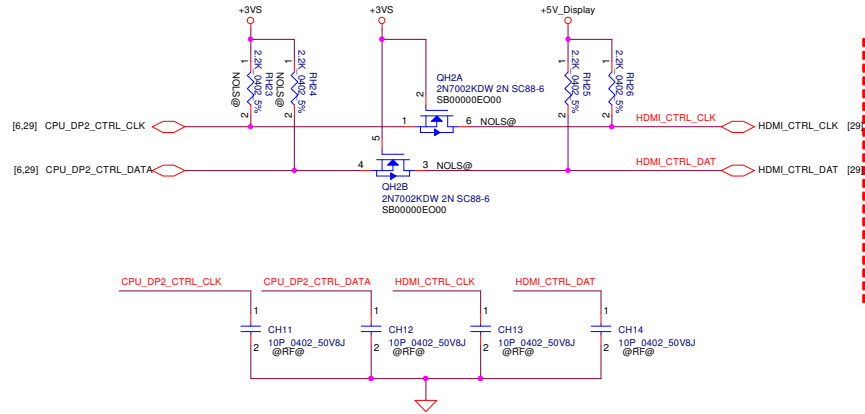 +3VS
+3VS
+5V_Display
1
2
2.2K_0402_5%
RH23
NOLS@
1
2
2.2K_0402_5%
RH24
NOLS@
QH2A
2N7002KDW 2N SC88-6
SB00000EO00
2
1
6
NOLS@
1
2
2.2K_0402_5%
RH25
1
2
2.2K_0402_5%
RH26
[6,29] CPU_DP2_CTRL_CLK
HDMI_CTRL_CLK
HDMI_CTRL_CLK [29]
5
4
3
NOLS@
[6,29] CPU_DP2_CTRL_DATA
HDMI_CTRL_DAT
HDMI_CTRL_DAT [29]
QH2B
2N7002KDW 2N SC88-6
SB00000EO00
CPU_DP2_CTRL_CLK
CPU_DP2_CTRL_DATA
HDMI_CTRL_CLK
HDMI_CTRL_DAT
1
2
CH11
10P_0402_50V8J
@RF@
1
2
CH12
10P_0402_50V8J
@RF@
1
2
CH13
10P_0402_50V8J
@RF@
1
2
CH14
10P_0402_50V8J
@RF@